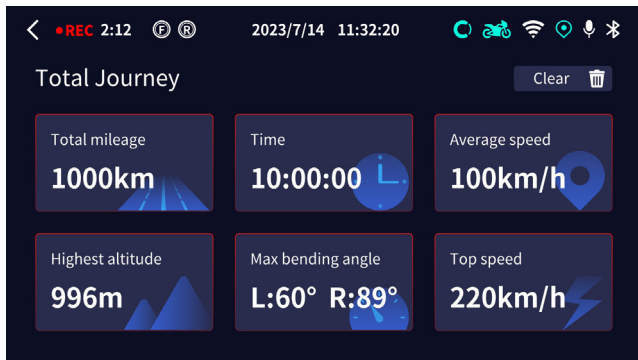 REC 2:12 F R 2023/7/14 11:32:20
Total Journey
Clear
Total mileage
1000km
Time
10:00:00
Average speed
100km/h
Highest altitude
996m
Max bending angle
L:60° R:89°
Top speed
220km/h